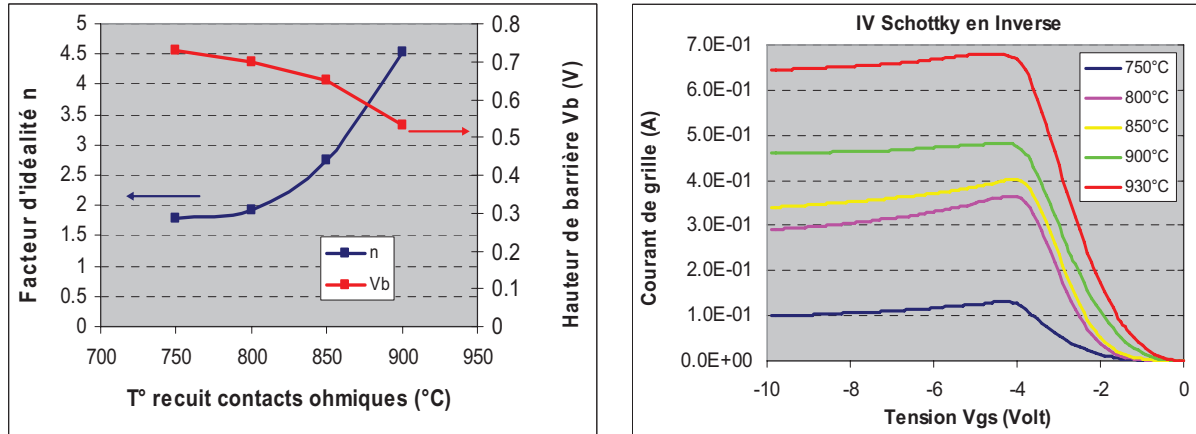 Facteur d'idéalité n
5
4.5
4
3.5
3
2.5
2
1.5
1
0.5
0
0.8
0.7
0.6
0.5
0.4
0.3
0.2
0.1
0
Hauteur de barrière Vb (V)
n
Vb
700 750 800 850 900 950
T° recuit contacts ohmiques (°C)
IV Schottky en Inverse
Courant de grille (A)
7.0E-01
6.0E-01
5.0E-01
4.0E-01
3.0E-01
2.0E-01
1.0E-01
0.0E+00
750°C
800°C
850°C
900°C
930°C
-10 -8 -6 -4 -2 0
Tension Vgs (Volt)